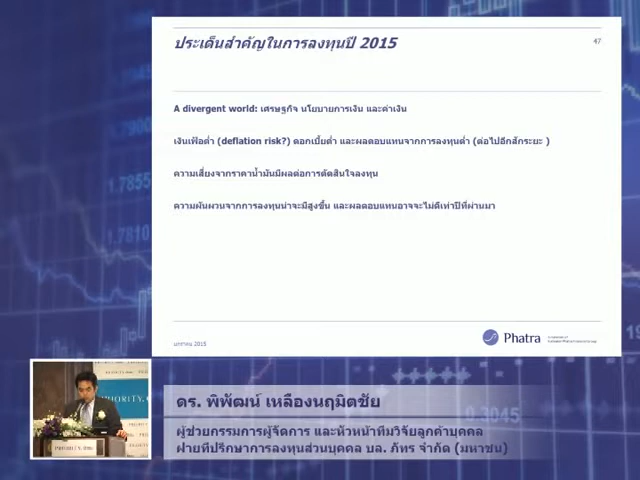 ประเด็นสำคัญในการลงทุนปี 2015
47
A divergent world: เศรษฐกิจ นโยบายการเงิน และค่าเงิน
เงินเฟ้อต่ำ (deflation risk?) ดอกเบี้ยต่ำ และผลตอบแทนจากการลงทุนต่ำ (ต่อไปอีกสักระยะ )
ความเสี่ยงจากราคาน้ำมันมีผลต่อการตัดสินใจลงทุน
ความผันผวนจากการลงทุนน่าจะมีสูงขึ้น และผลตอบแทนอาจจะไม่ดีเท่าปีที่ผ่านมา
มกราคม 2015
Phatra
0.7900
1.7855
1.7810
0.3045
PRIORITY.
ดร. พิพัฒน์ เหลืองนฤมิตชัย
ผู้ช่วยกรรมการผู้จัดการ และหัวหน้าทีมวิจัยลูกค้าบุคคล
ฝ่ายที่ปรึกษาการลงทุนส่วนบุคคล บล. ภัทร จำกัด (มหาชน)